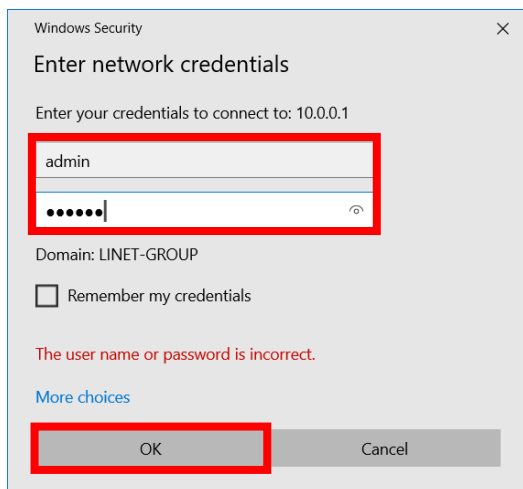 Windows Security
Enter network credentials
Enter your credentials to connect to: 10.0.0.1
admin
●●●●●●
Domain: LINET-GROUP
Remember my credentials
The user name or password is incorrect.
More choices
OK
Cancel